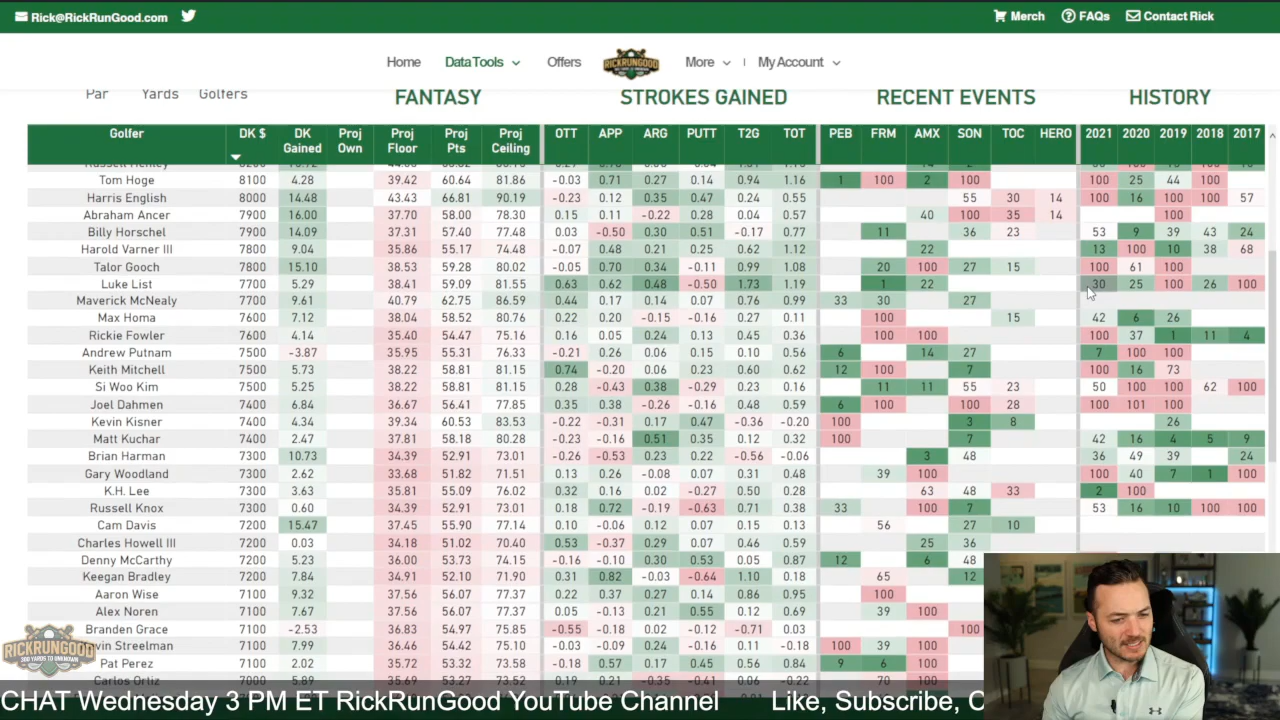 Rick@RickRunGood.com Merch FAQs Contact Rick
Home Data Tools Offers RICKRUNGOOD More | My Account
Par Yards Golfers FANTASY STROKES GAINED RECENT EVENTS HISTORY
Golfer DK $ DK Gained Proj Own Proj Floor Proj Pts Proj Ceiling OTT APP ARG PUTT T2G TOT PEB FRM AMX SON TOC HERO 2021 2020 2019 2018 2017
Tom Hoge 8100 4.28 39.42 60.64 81.86 -0.03 0.71 0.27 0.14 0.94 1.16 1 100 2 100 100 25 44 100
Harris English 8000 14.48 43.43 66.81 90.19 -0.23 0.12 0.35 0.47 0.24 0.55 55 30 14 100 16 100 100 57
Abraham Ancer 7900 16.00 37.70 58.00 78.30 0.15 0.11 -0.22 0.28 0.04 0.57 40 100 35 14 100
Billy Horschel 7900 14.09 37.31 57.40 77.48 0.03 -0.50 0.30 0.51 -0.17 0.77 11 36 23 53 9 39 43 24
Harold Varner III 7800 9.04 35.86 55.17 74.48 -0.07 0.48 0.21 0.25 0.62 1.12 22 13 100 10 38 68
Talor Gooch 7800 15.10 38.53 59.28 80.02 -0.05 0.70 0.34 -0.11 0.99 1.08 20 100 27 15 100 61 100
Luke List 7700 5.29 38.41 59.09 81.55 0.63 0.62 0.48 -0.50 1.73 1.19 1 22 30 25 100 26 100
Maverick McNealy 7700 9.61 40.79 62.75 86.59 0.44 0.17 0.14 0.07 0.76 0.99 33 30 27
Max Homa 7600 7.12 38.04 58.52 80.76 0.22 0.20 -0.15 -0.16 0.27 0.11 100 15 42 6 26
Rickie Fowler 7600 4.14 35.40 54.47 75.16 0.16 0.05 0.24 0.13 0.45 0.36 100 100 100 37 1 11 4
Andrew Putnam 7500 -3.87 35.95 55.31 76.33 -0.21 0.26 0.06 0.15 0.10 0.56 6 14 27 7 100 100
Keith Mitchell 7500 5.73 38.22 58.81 81.15 0.74 -0.20 0.06 0.23 0.60 0.62 12 100 7 100 16 73
Si Woo Kim 7500 5.25 38.22 58.81 81.15 0.28 -0.43 0.38 -0.29 0.23 0.16 11 11 55 23 50 100 100 62 100
Joel Dahmen 7400 6.84 36.67 56.41 77.85 0.35 0.38 -0.26 -0.16 0.48 0.59 6 100 100 28 100 101 100
Kevin Kisner 7400 4.34 39.34 60.53 83.53 -0.22 -0.31 0.17 0.47 -0.36 -0.20 100 3 8 26
Matt Kuchar 7400 2.47 37.81 58.18 80.28 -0.23 -0.16 0.51 0.35 0.12 0.32 100 7 42 16 4 5 9
Brian Harman 7300 10.73 34.39 52.91 73.01 -0.26 -0.53 0.23 0.22 -0.56 -0.06 3 48 36 49 39 24
Gary Woodland 7300 2.62 33.68 51.82 71.51 0.13 0.26 -0.08 0.07 0.31 0.48 39 100 100 40 7 1 100
K.H. Lee 7300 3.63 35.81 55.09 76.02 0.32 0.16 0.02 -0.27 0.50 0.28 63 48 33 2 100
Russell Knox 7300 0.60 34.39 52.91 73.01 0.18 0.72 -0.19 -0.63 0.71 0.38 33 100 7 53 16 10 100 100
Cam Davis 7200 15.47 37.45 55.90 77.14 0.10 -0.06 0.12 0.07 0.15 0.13 56 27 10
Charles Howell III 7200 0.03 34.18 51.02 70.40 0.53 -0.37 0.29 0.07 0.46 0.59 25 36
Denny McCarthy 7200 5.23 36.00 53.73 74.15 -0.16 -0.10 0.30 0.53 0.05 0.87 12 6 48
Keegan Bradley 7200 7.84 34.91 52.10 71.90 0.31 0.82 -0.03 -0.64 1.10 0.18 65 12
Aaron Wise 7100 9.32 37.56 56.07 77.37 0.22 0.37 0.27 0.14 0.86 0.95 100
Alex Noren 7100 7.67 37.56 56.07 77.37 0.05 -0.13 0.21 0.55 0.12 0.69 39 100
Branden Grace 7100 -2.53 36.83 54.97 75.85 -0.55 -0.18 0.02 -0.12 -0.71 0.03 100
vin Streelman 7100 7.99 36.46 54.42 75.10 -0.03 -0.09 0.24 -0.16 0.11 -0.18 100 39
Pat Perez 7100 2.02 35.72 53.32 73.58 -0.18 0.57 0.17 0.45 0.56 0.84 9 6 100
Carlos Ortiz 7000 5.89 35.69 53.27 73.52 0.19 0.21 -0.35 -0.41 0.06 -0.22 70 100
RICKRUNGOOD
300 YARDS TO UNKNOWN
CHAT Wednesday 3 PM ET RickRunGood YouTube Channel Like, Subscribe, C